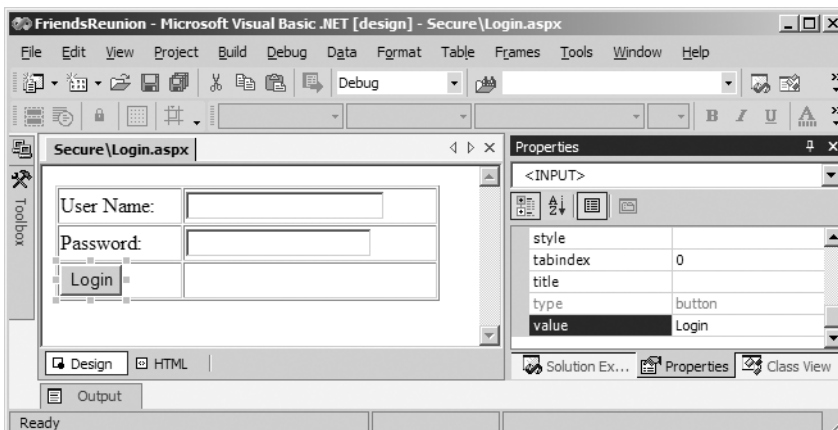 FriendsReunion - Microsoft Visual Basic .NET [design] - Secure\Login.aspx
File Edit View Project Build Debug Data Format Table Frames Tools Window Help
Debug
B I U A
Secure\Login.aspx
Toolbox
User Name:
Password:
Login
Design HTML
Properties
<INPUT>
style
tabindex 0
title
type button
value Login
Solution Ex... Properties Class View
Output
Ready